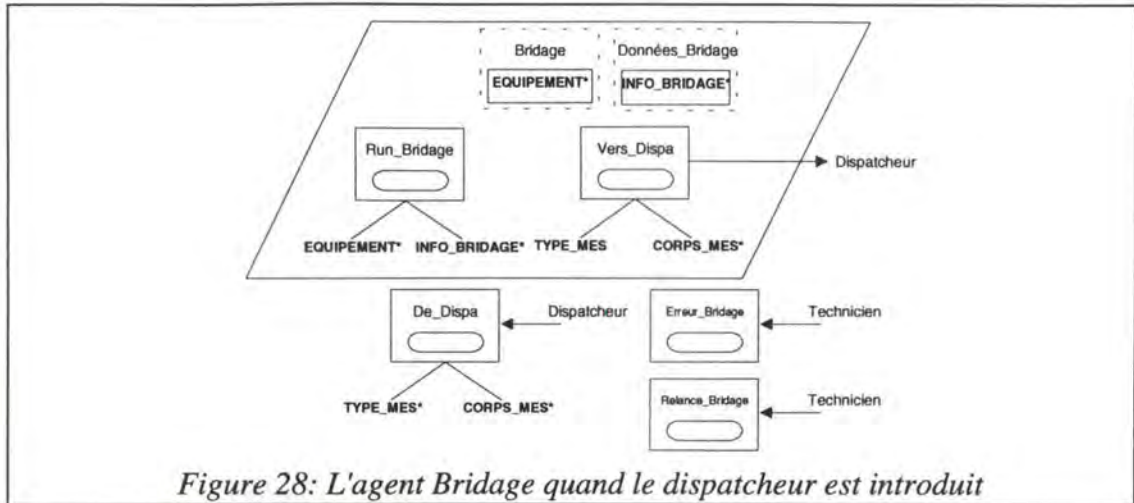 Bridage Données_Bridage
EQUIPEMENT* INFO_BRIDAGE*
Run_Bridage Vers_Dispa Dispatcheur
EQUIPEMENT* INFO_BRIDAGE* TYPE_MES CORPS_MES*
De_Dispa Dispatcheur Erreur_Bridage Technicien
TYPE_MES* CORPS_MES* Relance_Bridage Technicien
Figure 28: L'agent Bridage quand le dispatcheur est introduit